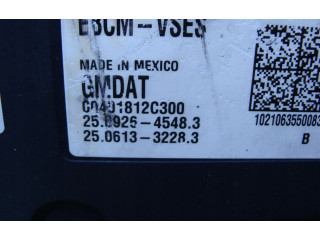 EBCM-VSES
MADE IN MEXICO
GMDAT
C0401812C300
25.0926-4548.3
25.0613-3228.3
1021063550083
B